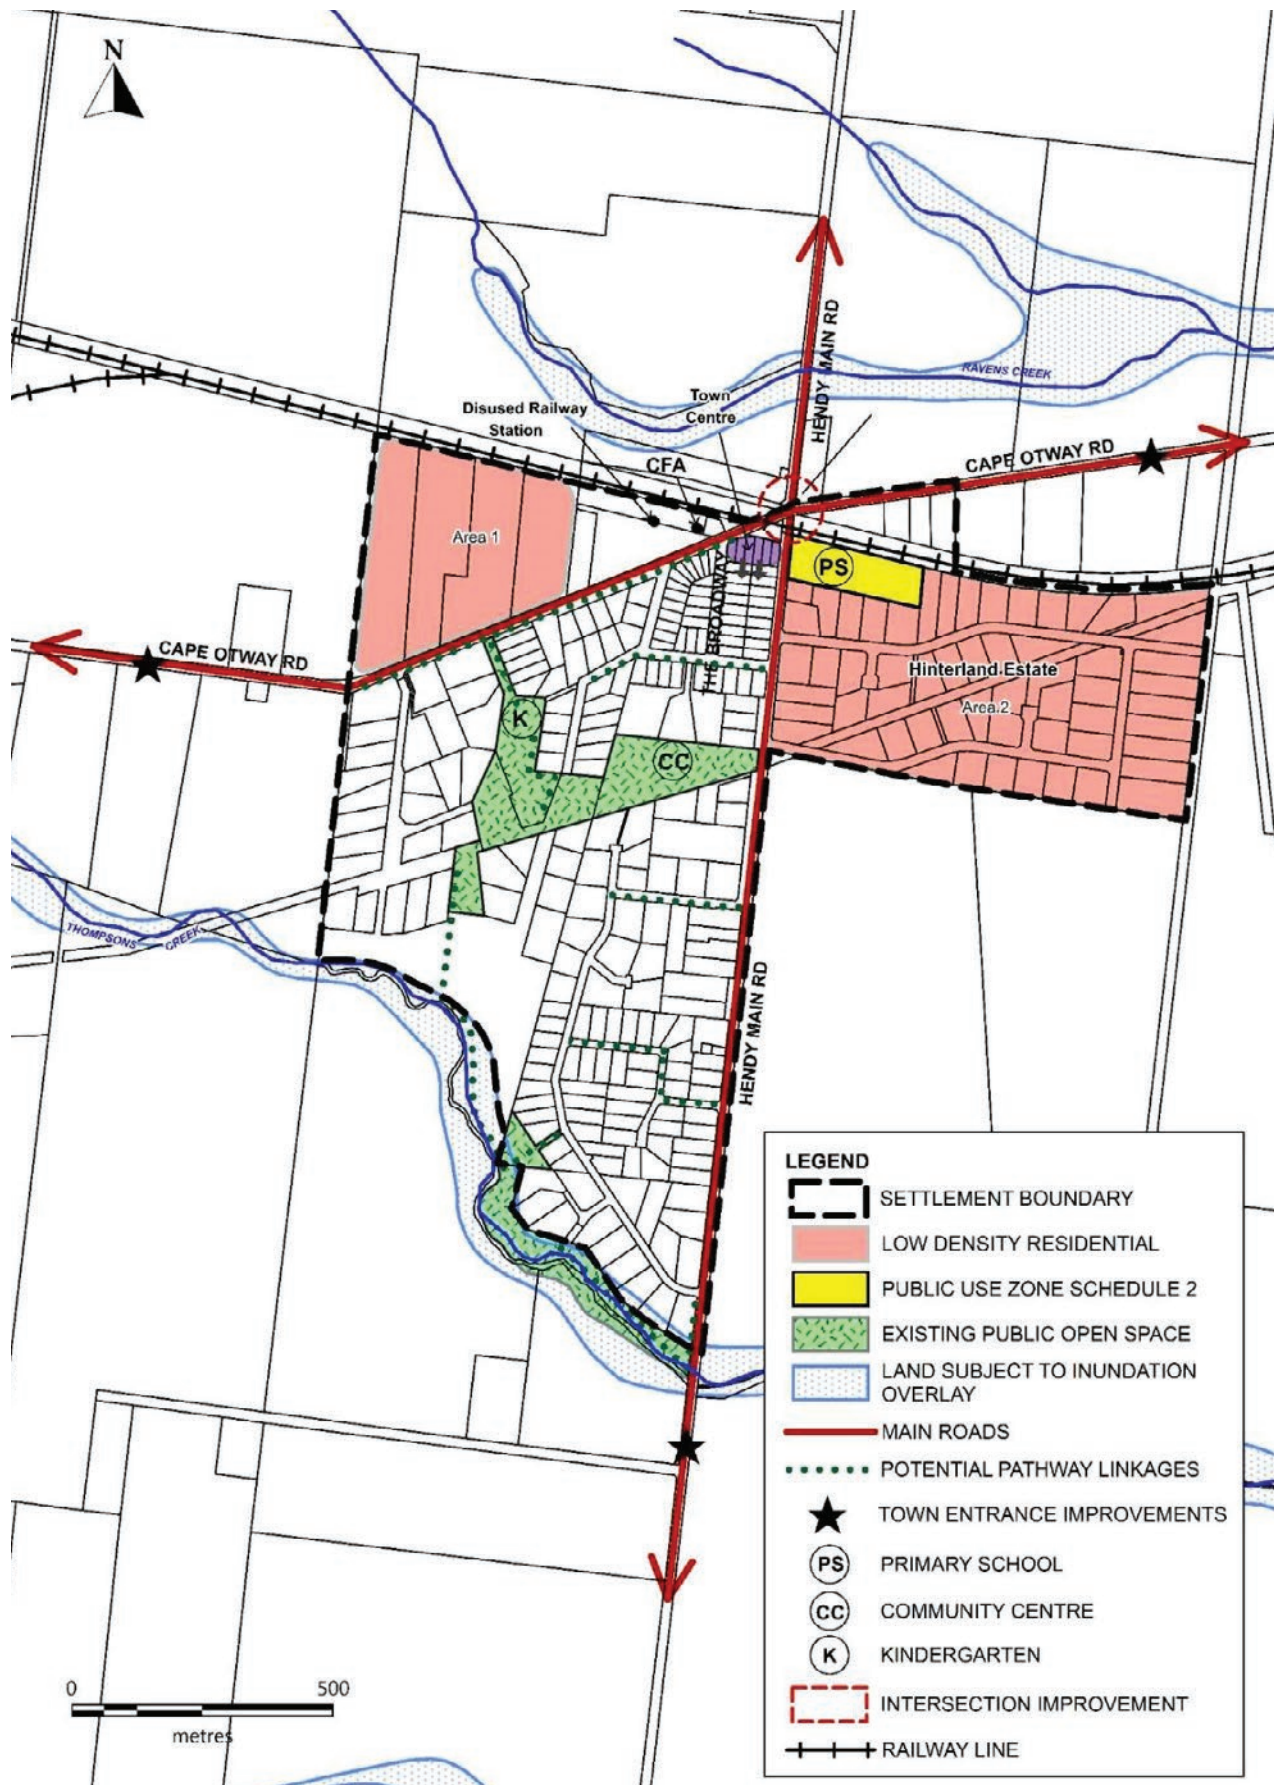 N
HENDY MAIN RD
RAVENS CREEK
Town
Centre
Disused Railway
Station
CFA
CAPE OTWAY RD
Area 1
PS
THE BROADWAY
CAPE OTWAY RD
Hinterland Estate
Area 2
K
CC
THOMPSONS CREEK
HENDY MAIN RD
LEGEND
SETTLEMENT BOUNDARY
LOW DENSITY RESIDENTIAL
PUBLIC USE ZONE SCHEDULE 2
EXISTING PUBLIC OPEN SPACE
LAND SUBJECT TO INUNDATION
OVERLAY
MAIN ROADS
POTENTIAL PATHWAY LINKAGES
TOWN ENTRANCE IMPROVEMENTS
PS PRIMARY SCHOOL
CC COMMUNITY CENTRE
K KINDERGARTEN
INTERSECTION IMPROVEMENT
RAILWAY LINE
0 500
metres